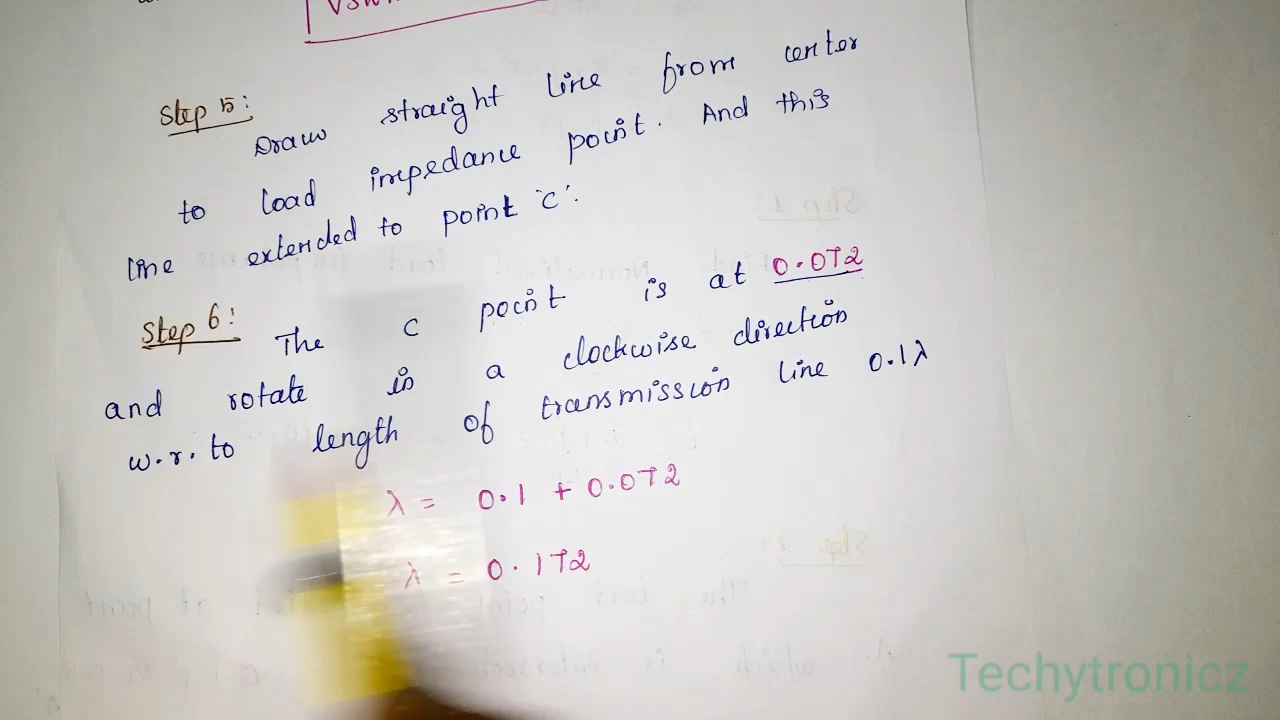 Step 5:
Draw straight line from center
to load impedance point. And this
line extended to point 'c'.
Step 6: The C point is at 0.072
and rotate in a clockwise direction
w.r.to length of transmission line 0.1λ
λ = 0.1 + 0.072
λ = 0.172
Techytronicz